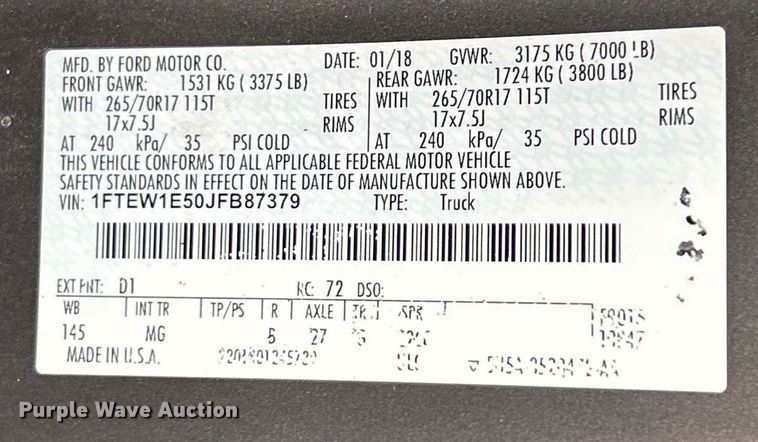 MFD. BY FORD MOTOR CO. DATE: 01/18 GVWR: 3175 KG ( 7000 LB)
FRONT GAWR: 1531 KG ( 3375 LB) REAR GAWR: 1724 KG ( 3800 LB)
WITH 265/70R17 115T TIRES WITH 265/70R17 115T TIRES
17x7.5J RIMS 17x7.5J RIMS
AT 240 kPa/ 35 PSI COLD AT 240 kPa/ 35 PSI COLD
THIS VEHICLE CONFORMS TO ALL APPLICABLE FEDERAL MOTOR VEHICLE
SAFETY STANDARDS IN EFFECT ON THE DATE OF MANUFACTURE SHOWN ABOVE.
VIN: 1FTEW1E50JFB87379 TYPE: Truck
EXT PNT: D1 RC: 72 DSO:
WB INT TR TP/PS R AXLE TR SPR
145 MG 27
MADE IN U.S.A.
Purple Wave Auction